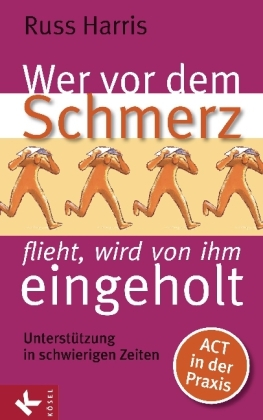 Russ Harris
Wer vor dem
Schmerz
flieht, wird von ihm
eingeholt
Unterstützung
in schwierigen Zeiten
ACT
in der
Praxis
KÖSEL